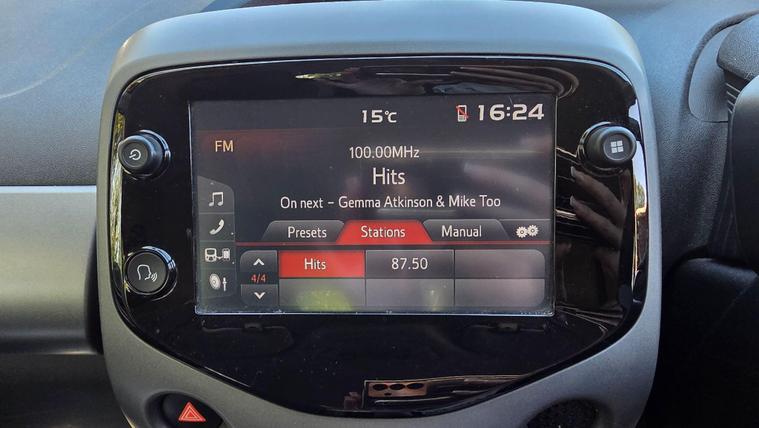 15°C
16:24
FM
100.00MHz
Hits
On next - Gemma Atkinson & Mike Too
Presets Stations Manual
4/4
Hits 87.50